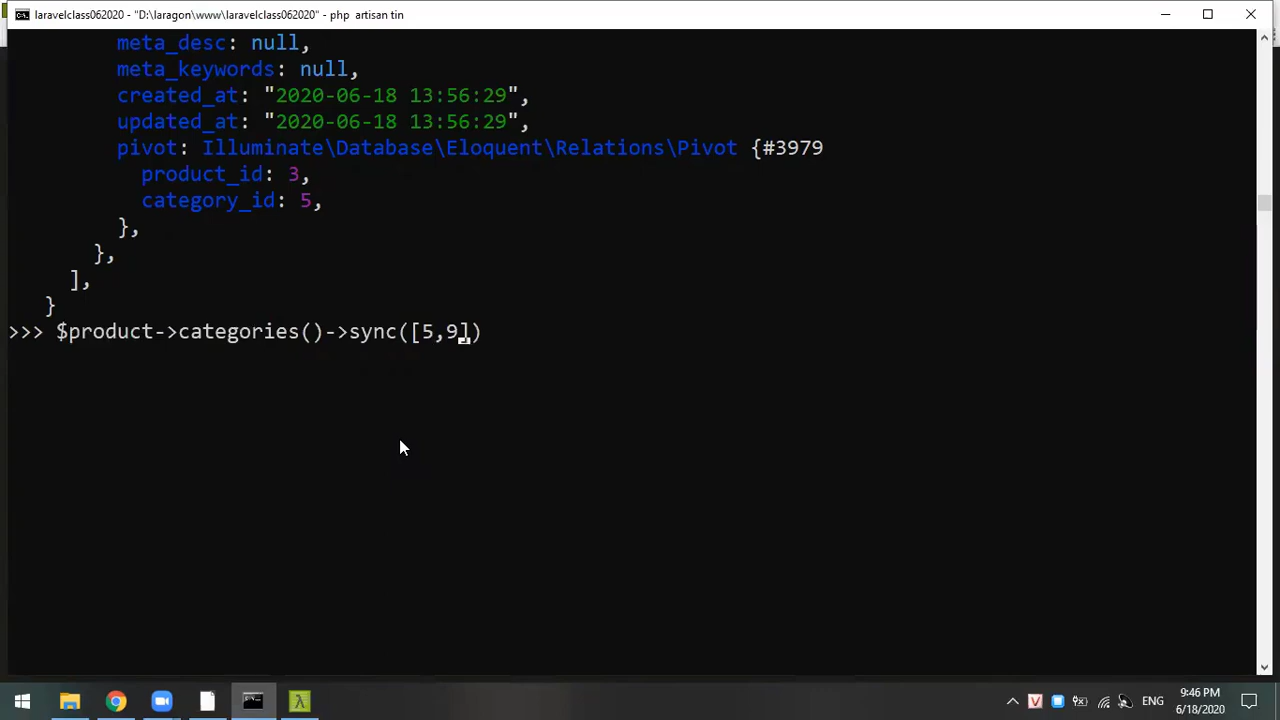 laravelclass062020 - "D:\laragon\www\laravelclass062020" - php  artisan tin
meta_desc: null,
meta_keywords: null,
created_at: "2020-06-18 13:56:29",
updated_at: "2020-06-18 13:56:29",
pivot: Illuminate\Database\Eloquent\Relations\Pivot {#3979
product_id: 3,
category_id: 5,
},
},
],
}
>>> $product->categories()->sync([5,9])
ENG
9:46 PM
6/18/2020